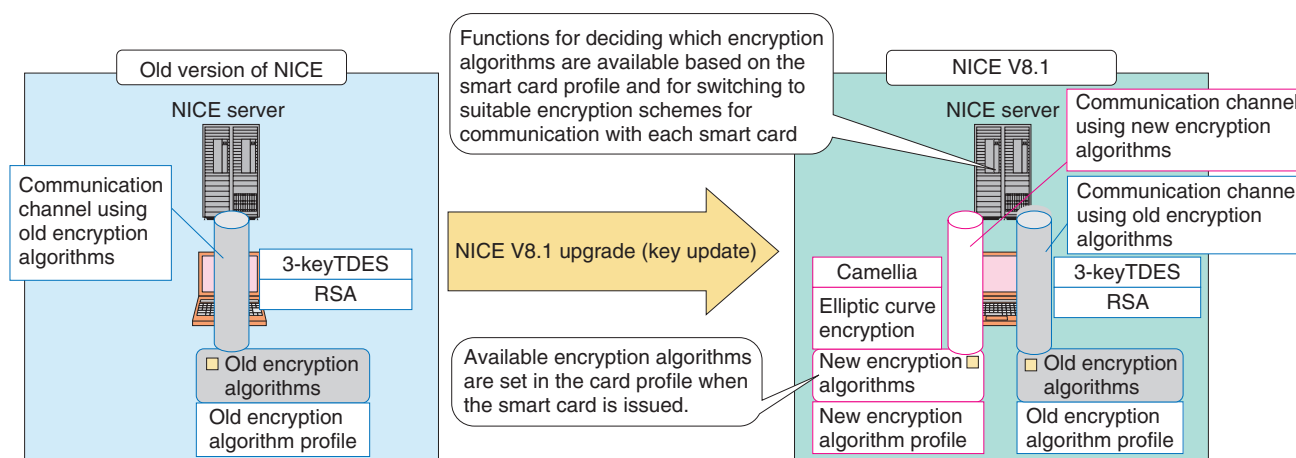 Old version of NICE
NICE server
Communication
channel using
old encryption
algorithms
3-keyTDES
RSA
Old encryption
algorithms
Old encryption
algorithm profile
Functions for deciding which encryption
algorithms are available based on the
smart card profile and for switching to
suitable encryption schemes for
communication with each smart card
NICE V8.1 upgrade (key update)
Available encryption algorithms
are set in the card profile when
the smart card is issued.
NICE V8.1
NICE server
Communication channel
using new encryption
algorithms
Communication channel
using old encryption
algorithms
Camellia
Elliptic curve
encryption
3-keyTDES
RSA
New encryption
algorithms
New encryption
algorithm profile
Old encryption
algorithms
Old encryption
algorithm profile